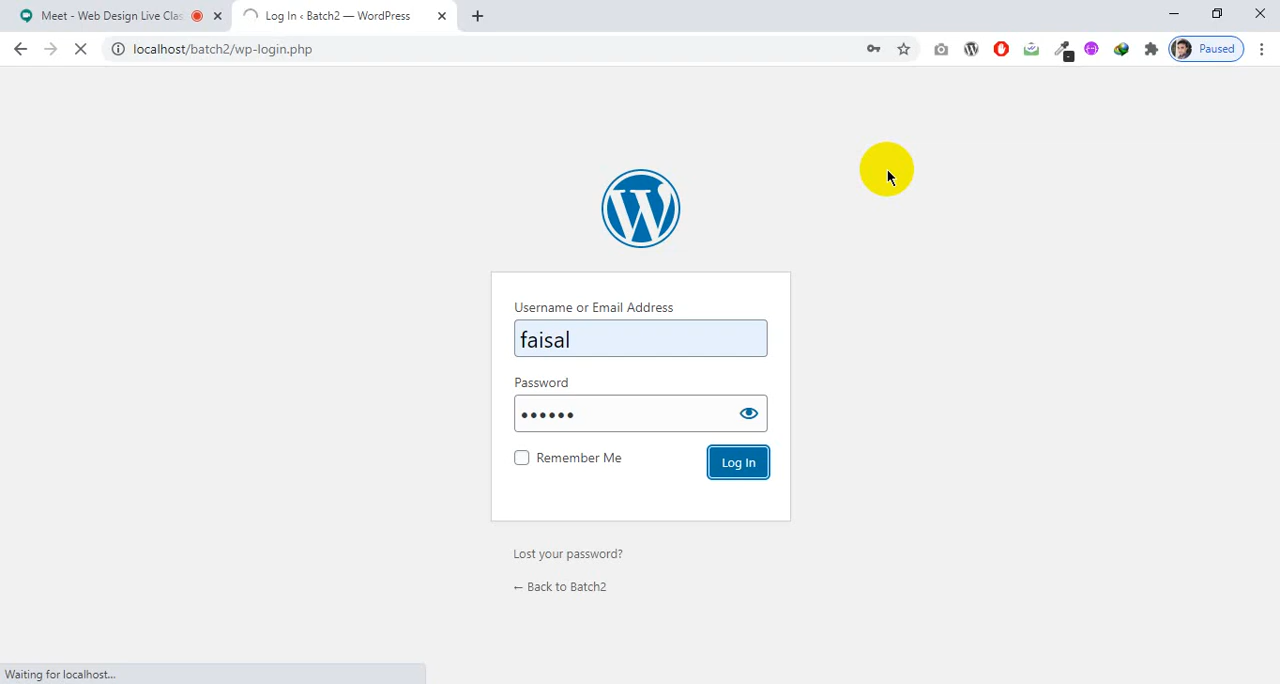 Meet - Web Design Live Clas
Log In ‹ Batch2 — WordPress
localhost/batch2/wp-login.php
Paused
Username or Email Address
faisal
Password
••••••
Remember Me
Log In
Lost your password?
← Back to Batch2
Waiting for localhost...